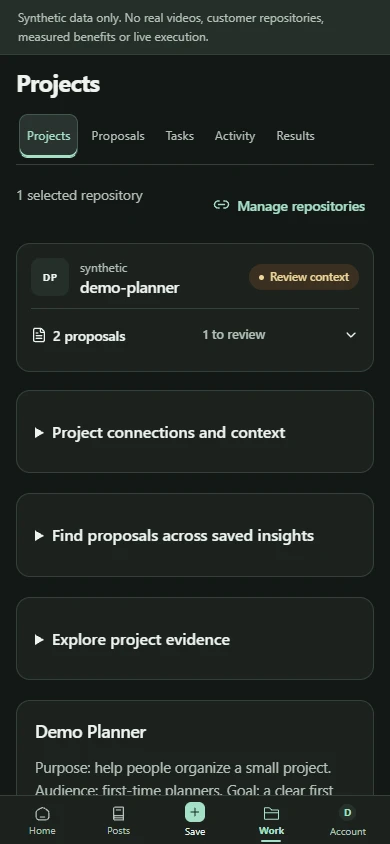 Synthetic data only. No real videos, customer repositories,
measured benefits or live execution.
Projects
Projects Proposals Tasks Activity Results
1 selected repository
Manage repositories
DP
synthetic
demo-planner
Review context
2 proposals
1 to review
Project connections and context
Find proposals across saved insights
Explore project evidence
Demo Planner
Purpose: help people organize a small project.
Audience: first-time planners. Goal: a clear first
Home Posts Save Work Account
D